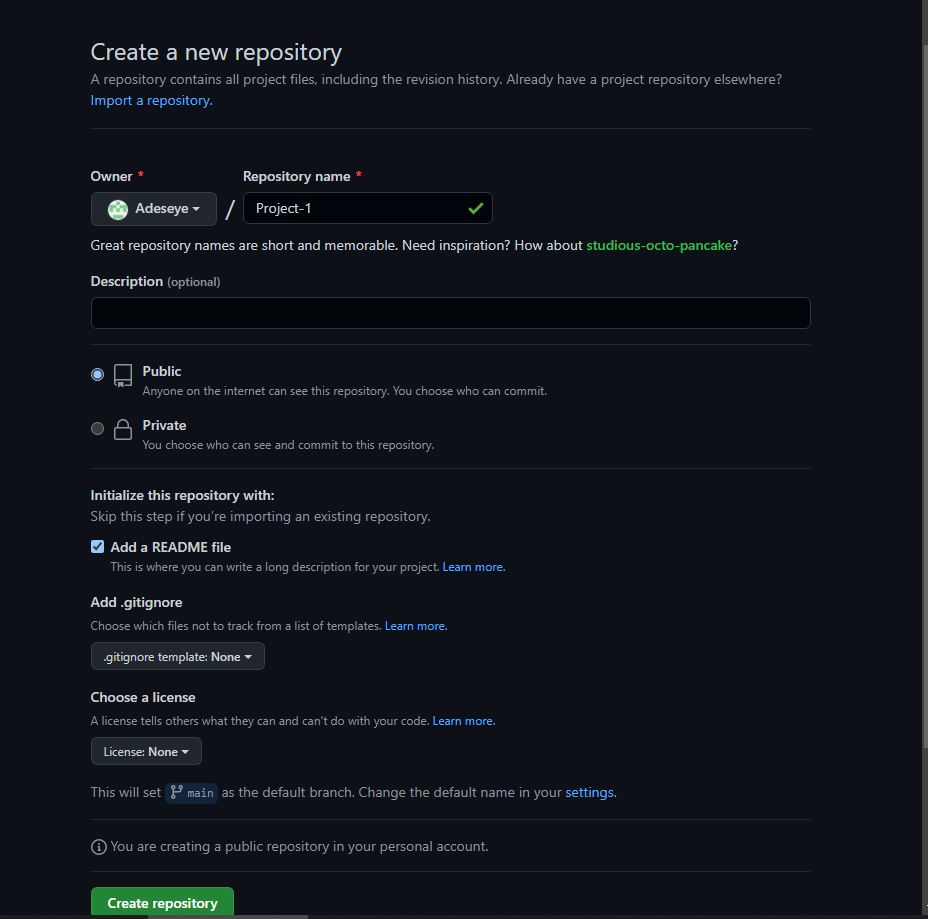 Create a new repository
A repository contains all project files, including the revision history. Already have a project repository elsewhere?
Import a repository.
Owner * Repository name *
Adeseye / Project-1
Great repository names are short and memorable. Need inspiration? How about studious-octo-pancake?
Description (optional)
Public
Anyone on the internet can see this repository. You choose who can commit.
Private
You choose who can see and commit to this repository.
Initialize this repository with:
Skip this step if you're importing an existing repository.
Add a README file
This is where you can write a long description for your project. Learn more.
Add .gitignore
Choose which files not to track from a list of templates. Learn more.
.gitignore template: None
Choose a license
A license tells others what they can and can't do with your code. Learn more.
License: None
This will set main as the default branch. Change the default name in your settings.
You are creating a public repository in your personal account.
Create repository